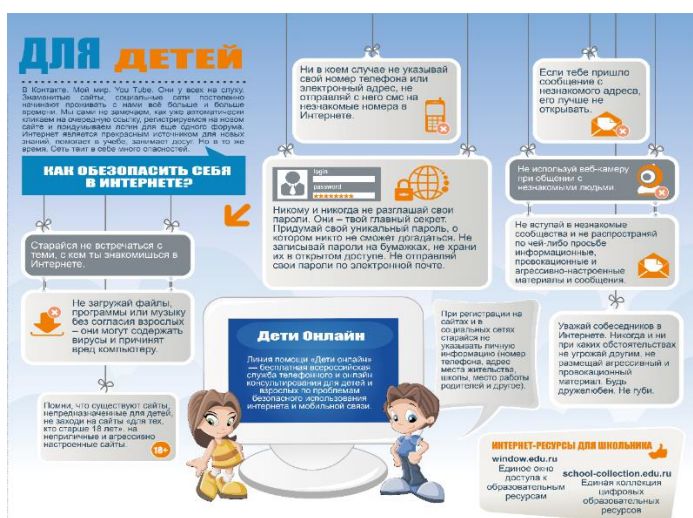 ДЛЯ ДЕТЕЙ
В Контакте. Мой мир. You Tube. Они у всех на слуху.
Знаменитые сайты, социальные сети постепенно
начинают проживать с нами всё больше и больше
времени. Мы сами не замечаем, как уже автоматически
кликаем на очередную ссылку, регистрируемся на новом
сайте и придумываем логин для еще одного форума.
Интернет является прекрасным источником для новых
знаний, помогает в учебе, занимает досуг. Но в то же
время, Сеть таит в себе много опасностей.
КАК ОБЕЗОПАСИТЬ СЕБЯ
В ИНТЕРНЕТЕ?
Старайся не встречаться с
теми, с кем ты знакомишься в
Интернете.
Не загружай файлы,
программы или музыку
без согласия взрослых
– они могут содержать
вирусы и причинят
вред компьютеру.
Помни, что существуют сайты,
непредназначенные для детей,
не заходи на сайты «для тех,
кто старше 18 лет», на
неприличные и агрессивно
настроенные сайты.
18+
Ни в коем случае не указывай
свой номер телефона или
электронный адрес, не
отправляй с него смс на
незнакомые номера в
Интернете.
login
password
********
Никому и никогда не разглашай свои
пароли. Они – твой главный секрет.
Придумай свой уникальный пароль, о
котором никто не сможет догадаться. Не
записывай пароли на бумажках, не храни
их в открытом доступе. Не отправляй
свои пароли по электронной почте.
Дети Онлайн
Линия помощи «Дети онлайн»
— бесплатная всероссийская
служба телефонного и онлайн
консультирования для детей и
взрослых по проблемам
безопасного использования
интернета и мобильной связи.
При регистрации на
сайтах и в
социальных сетях
старайся не
указывать личную
информацию (номер
телефона, адрес
места жительства,
школы, место работы
родителей и другое).
Если тебе пришло
сообщение с
незнакомого адреса,
его лучше не
открывать.
Не используй веб-камеру
при общении с
незнакомыми людьми
Не вступай в незнакомые
сообщества и не распространяй
по чей-либо просьбе
информационные,
провокационные и
агрессивно-настроенные
материалы и сообщения.
Уважай собеседников в
Интернете. Никогда и ни
при каких обстоятельствах
не угрожай другим, не
размещай агрессивный и
провокационный
материал. Будь
дружелюбен. Не груби.
ИНТЕРНЕТ-РЕСУРСЫ ДЛЯ ШКОЛЬНИКА
window.edu.ru
Единое окно
доступа к
образовательным
ресурсам
school-collection.edu.ru
Единая коллекция
цифровых
образовательных
ресурсов